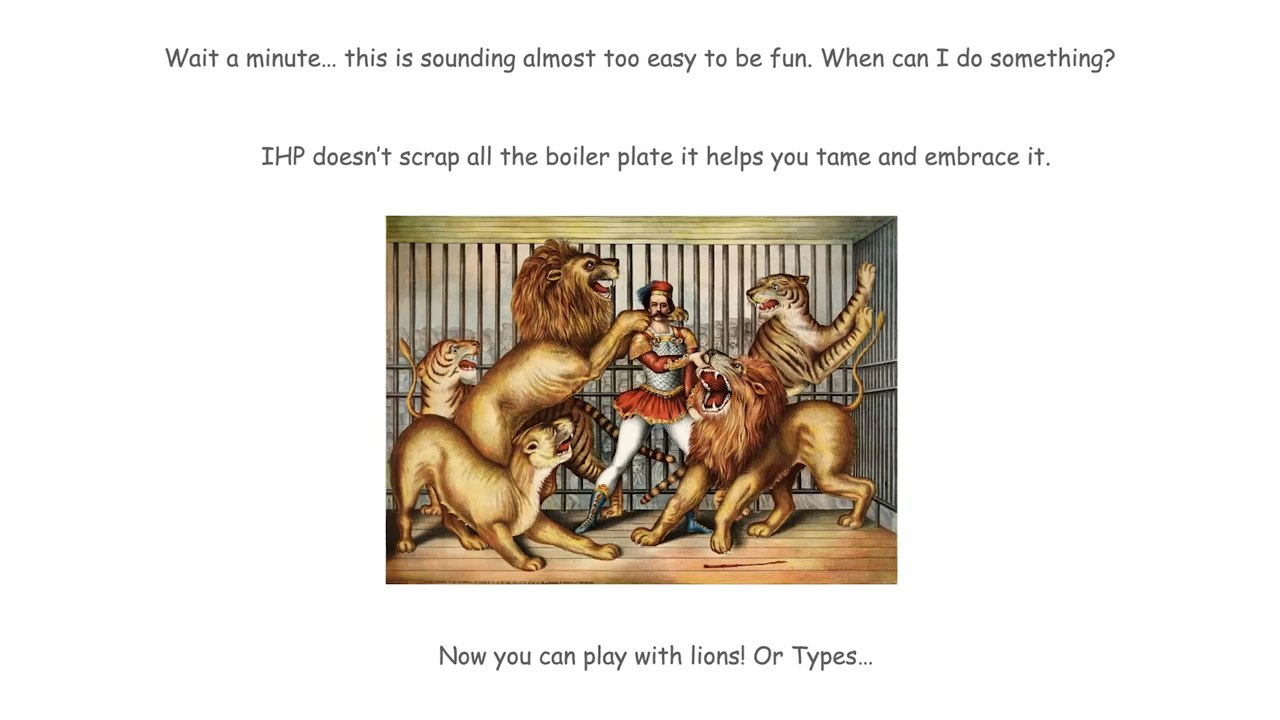 Wait a minute... this is sounding almost too easy to be fun. When can I do something?
IHP doesn't scrap all the boiler plate it helps you tame and embrace it.
Now you can play with lions! Or Types...